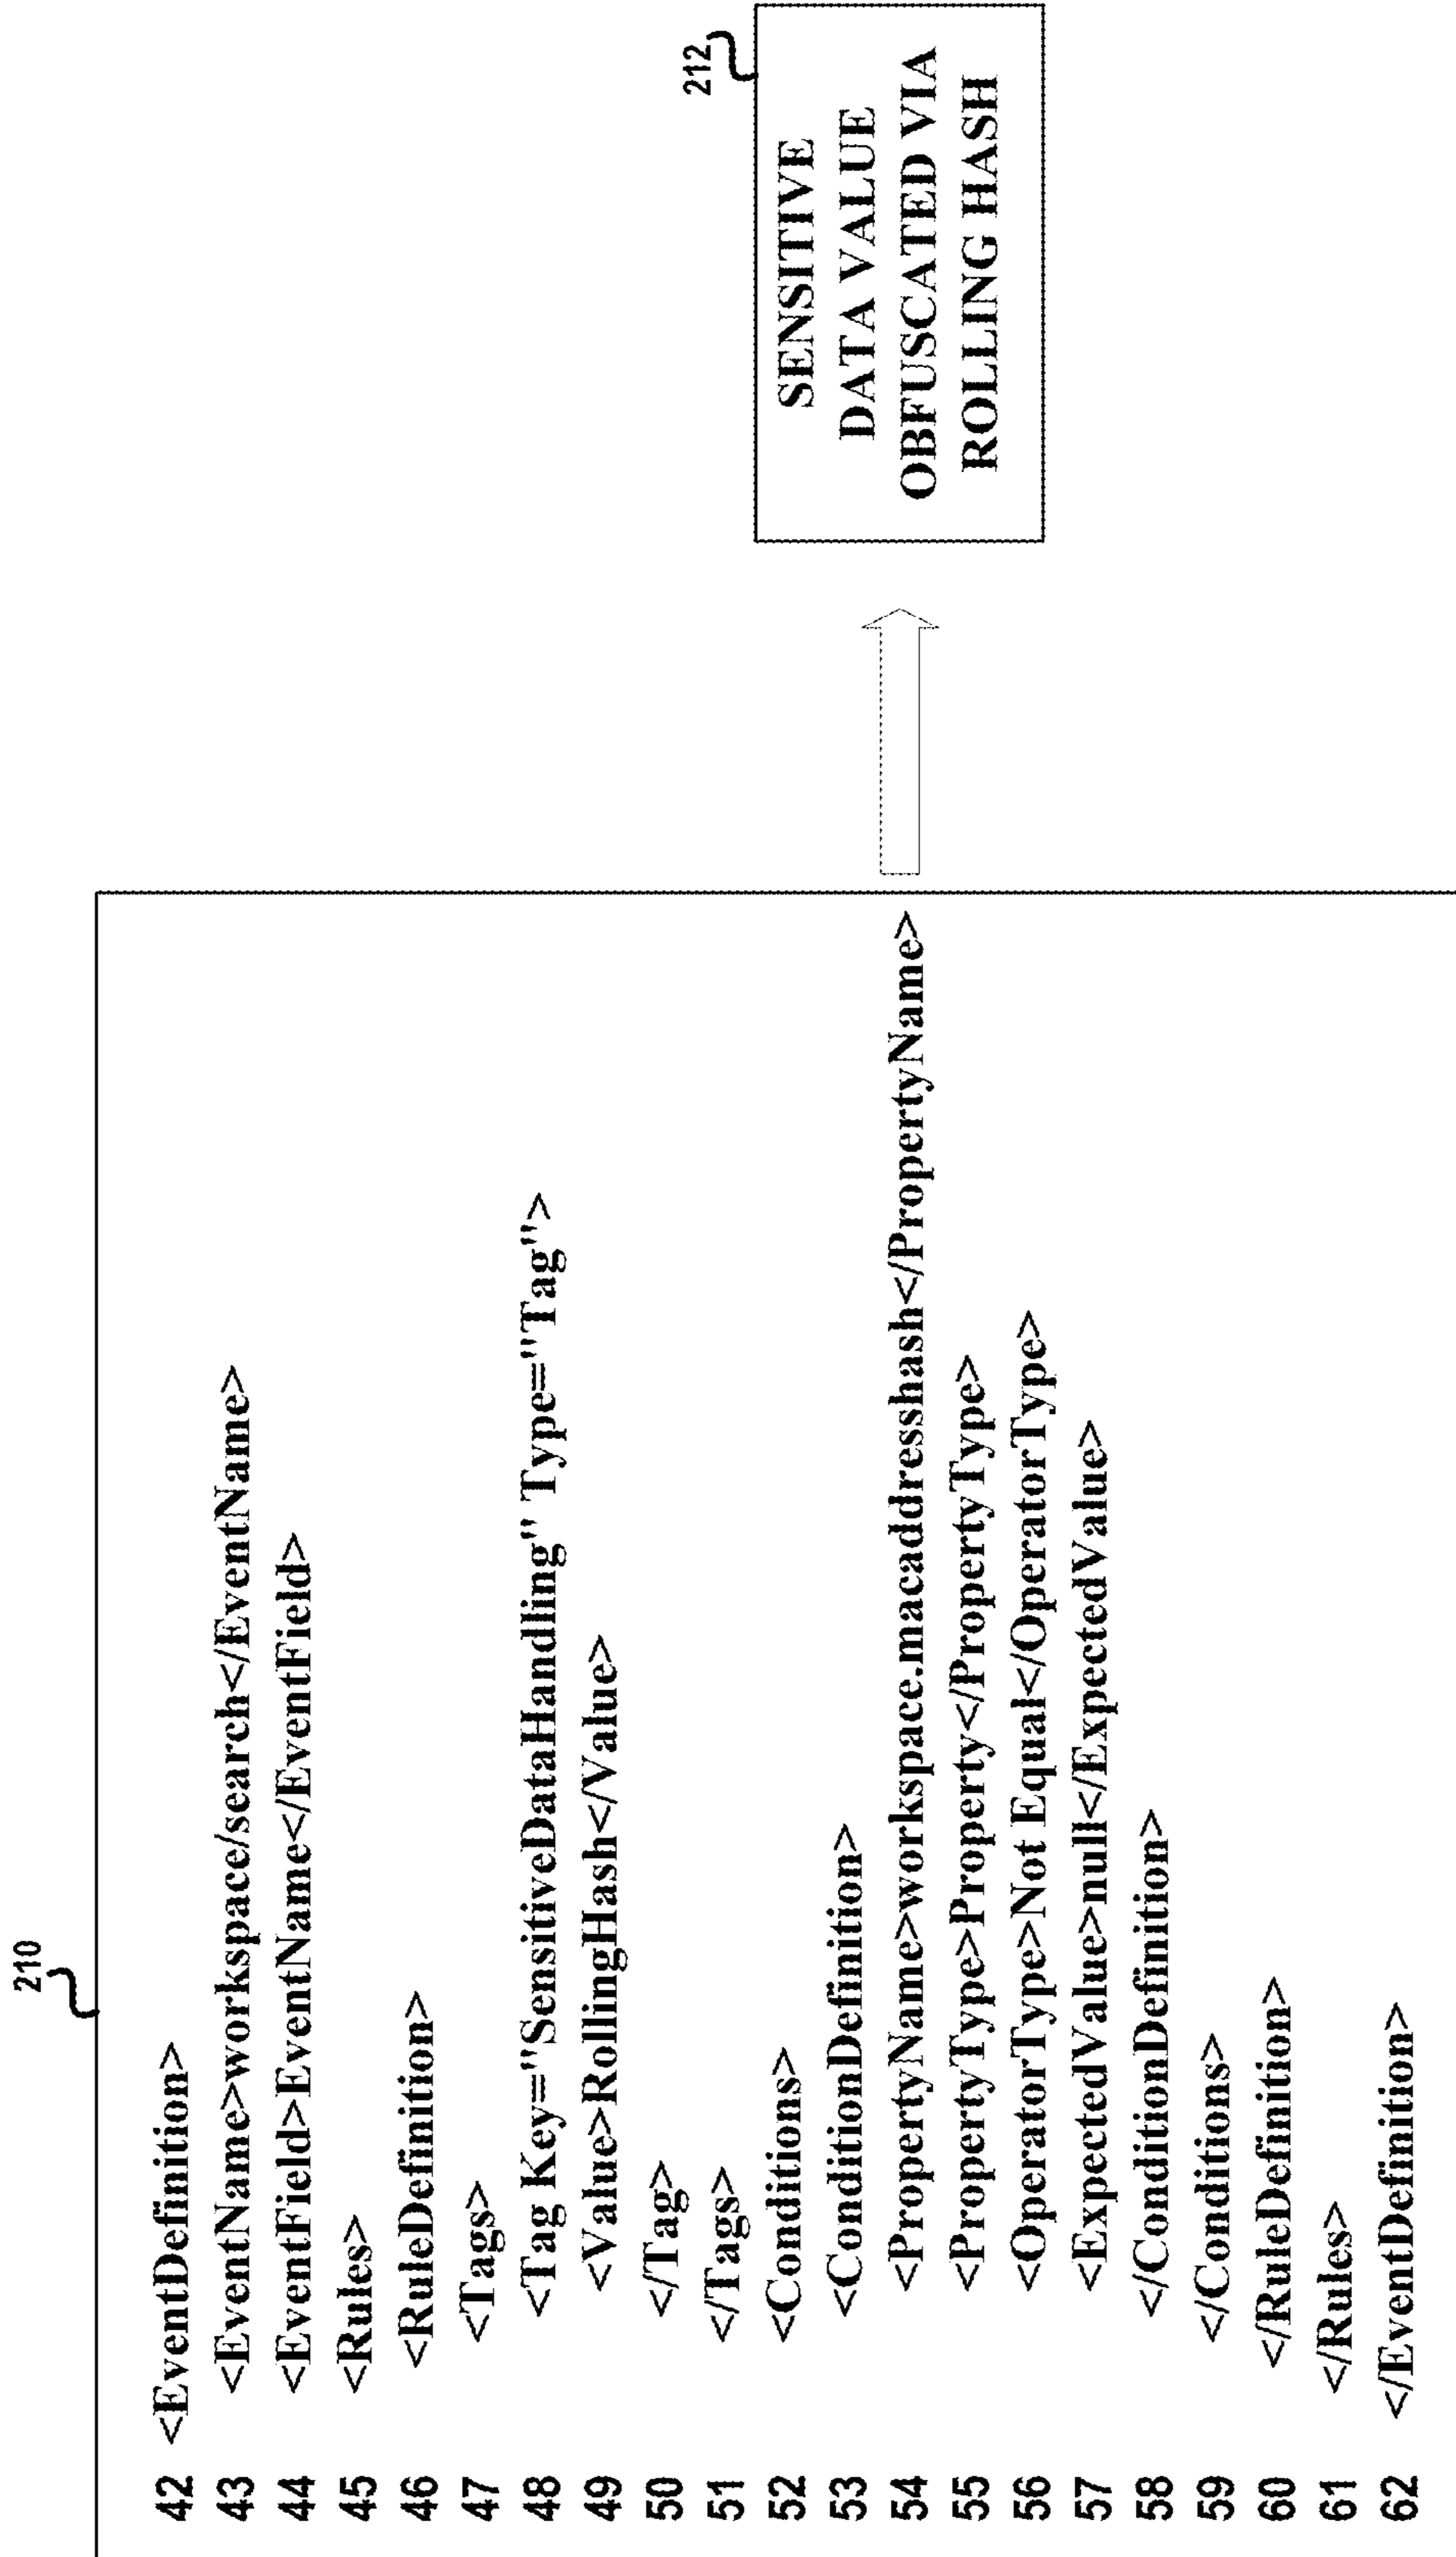 210
42 <EventDefinition>
43 <EventName>workspace/search</EventName>
44 <EventField>EventName</EventField>
45 <Rules>
46 <RuleDefinition>
47 <Tags>
48 <Tag Key="SensitiveDataHandling" Type="Tag">
49 <Value>RollingHash</Value>
50 </Tag>
51 </Tags>
52 <Conditions>
53 <ConditionDefinition>
54 <PropertyName>workspace.macaddresshash</PropertyName>
55 <PropertyType>Property</PropertyType>
56 <OperatorType>Not Equal</OperatorType>
57 <ExpectedValue>null</ExpectedValue>
58 </ConditionDefinition>
59 </Conditions>
60 </RuleDefinition>
61 </Rules>
62 </EventDefinition>
212
SENSITIVE
DATA VALUE
OBFUSCATED VIA
ROLLING HASH